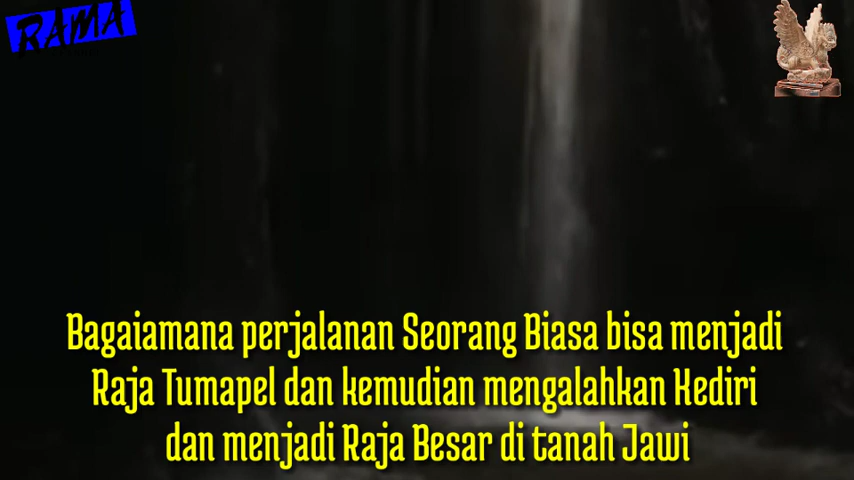 RAMA
Bagaiamana perjalanan Seorang Biasa bisa menjadi
Raja Tumapel dan kemudian mengalahkan Kediri
dan menjadi Raja Besar di tanah Jawi